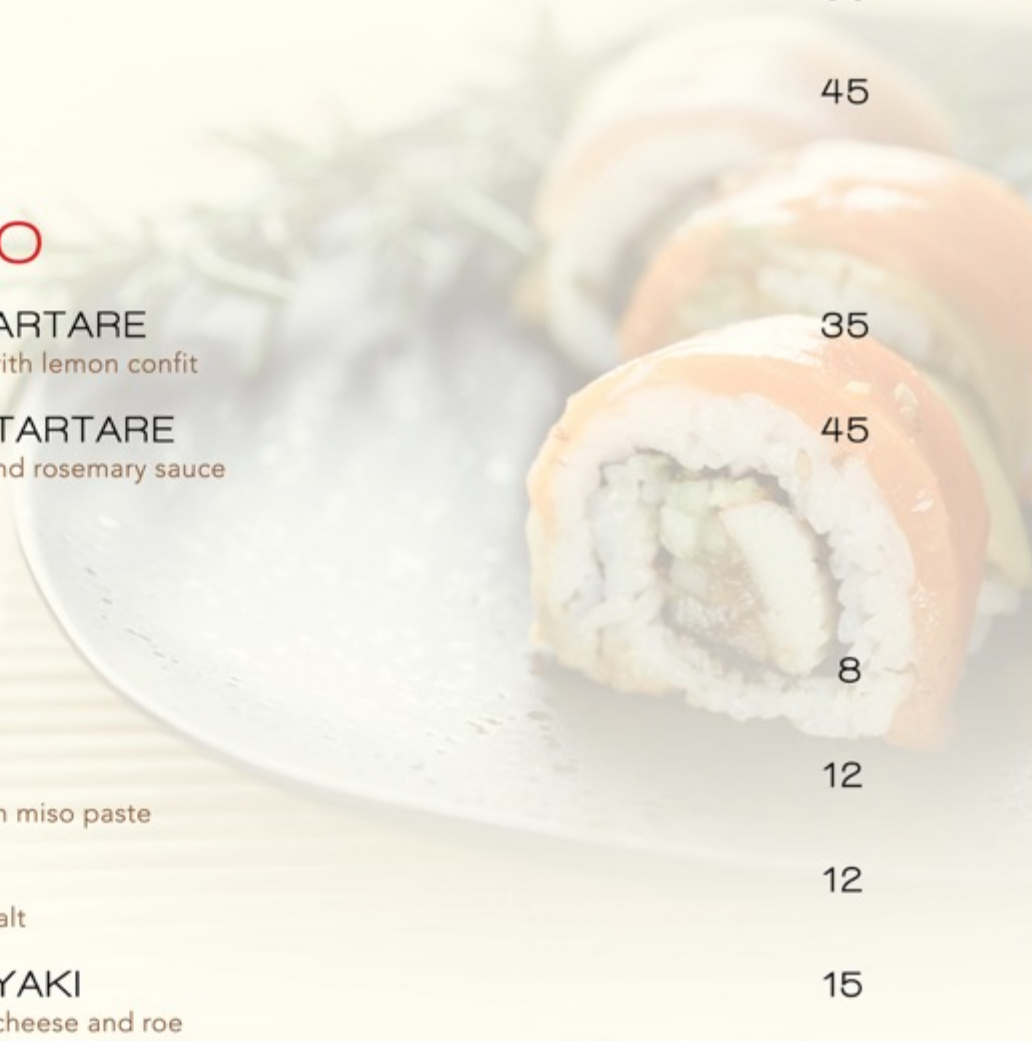 45
O
ARTARE 35
ith lemon confit
TARTARE 45
nd rosemary sauce
8
12
miso paste
12
alt
YAKI 15
cheese and roe